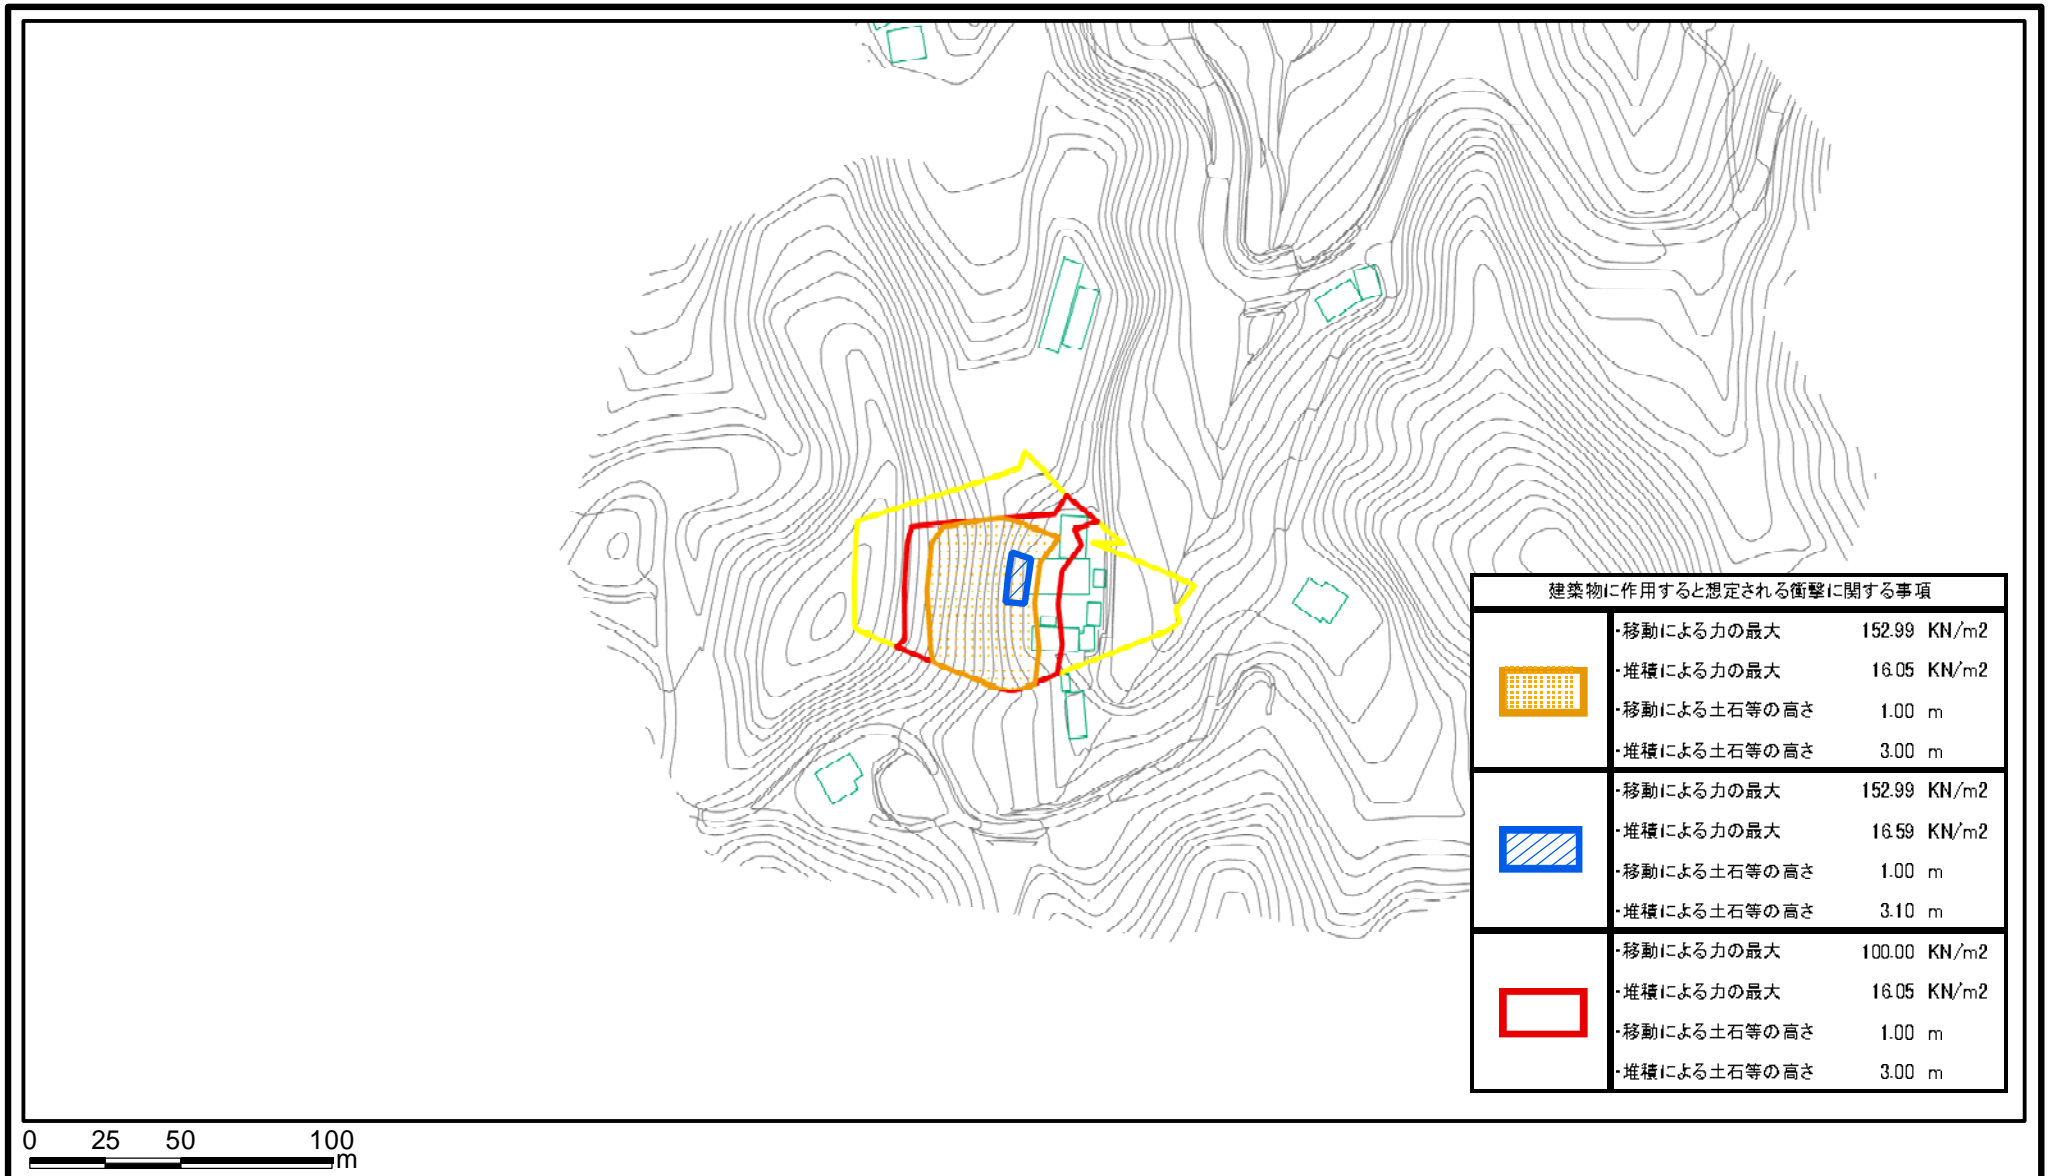 建築物に作用すると想定される衝撃に関する事項
・移動による力の最大 152.99 KN/m2
・堆積による力の最大 16.05 KN/m2
・移動による土石等の高さ 1.00 m
・堆積による土石等の高さ 3.00 m
・移動による力の最大 152.99 KN/m2
・堆積による力の最大 16.59 KN/m2
・移動による土石等の高さ 1.00 m
・堆積による土石等の高さ 3.10 m
・移動による力の最大 100.00 KN/m2
・堆積による力の最大 16.05 KN/m2
・移動による土石等の高さ 1.00 m
・堆積による土石等の高さ 3.00 m
0 25 50 100
m